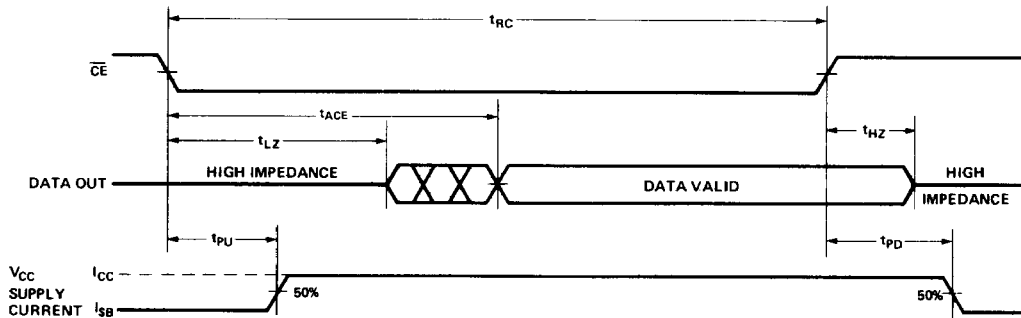 tRC
CE
tACE
tLZ
tHZ
HIGH IMPEDANCE
DATA OUT
DATA VALID
HIGH
IMPEDANCE
tPU
tPD
VCC
ICC
SUPPLY
CURRENT
ISB
50%
50%